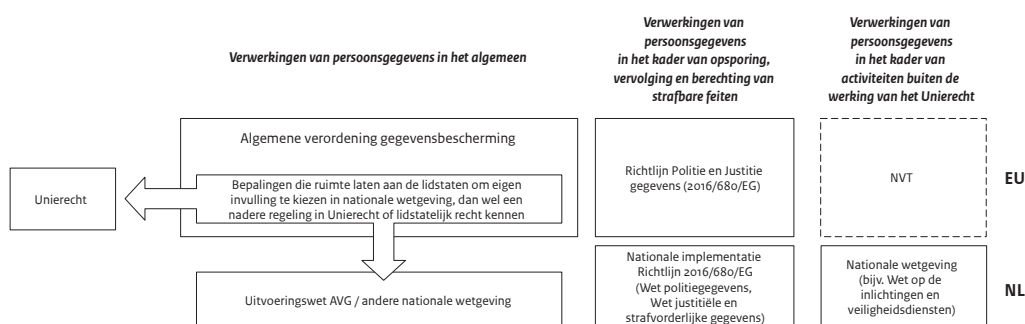 Verwerkingen van persoonsgegevens in het algemeen
Verwerkingen van
persoonsgegevens
in het kader van opsporing,
vervolging en berechting van
strafbare feiten
Verwerkingen van
persoonsgegevens
in het kader van
activiteiten buiten de
werking van het Unierecht
Algemene verordening gegevensbescherming
Unierecht
Bepalingen die ruimte laten aan de lidstaten om eigen
invulling te kiezen in nationale wetgeving, dan wel een
nadere regeling in Unierecht of lidstatelijk recht kennen
Richtlijn Politie en Justitie
gegevens (2016/680/EG)
NVT
EU
Uitvoeringswet AVG / andere nationale wetgeving
Nationale implementatie
Richtlijn 2016/680/EG
(Wet politiegegevens,
Wet justitiële en
strafvorderlijke gegevens)
Nationale wetgeving
(bijv. Wet op de
inlichtingen en
veiligheidsdiensten)
NL